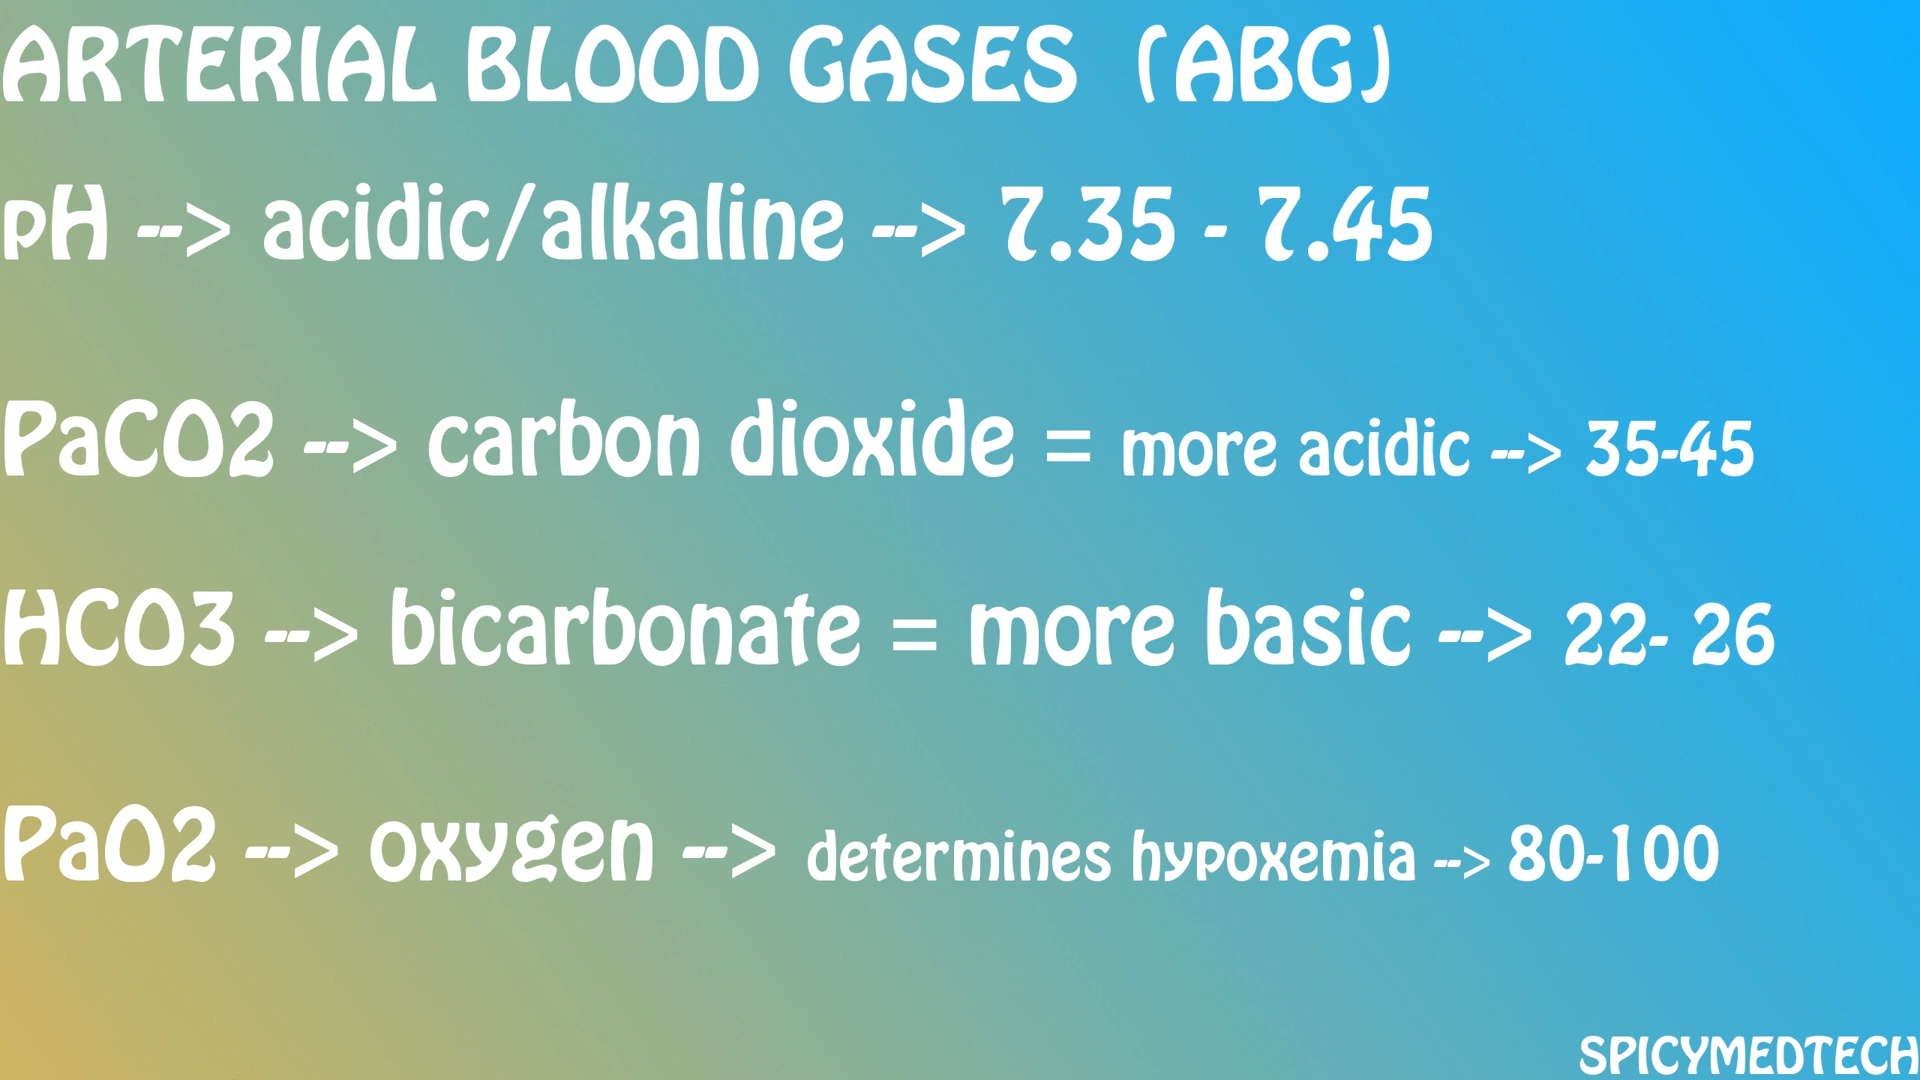 ARTERIAL BLOOD GASES (ABG)
pH --> acidic/alkaline --> 7.35 - 7.45
PaCO2 --> carbon dioxide = more acidic --> 35-45
HCO3 --> bicarbonate = more basic --> 22- 26
PaO2 --> oxygen --> determines hypoxemia --> 80-100
SPICYMEDTECH